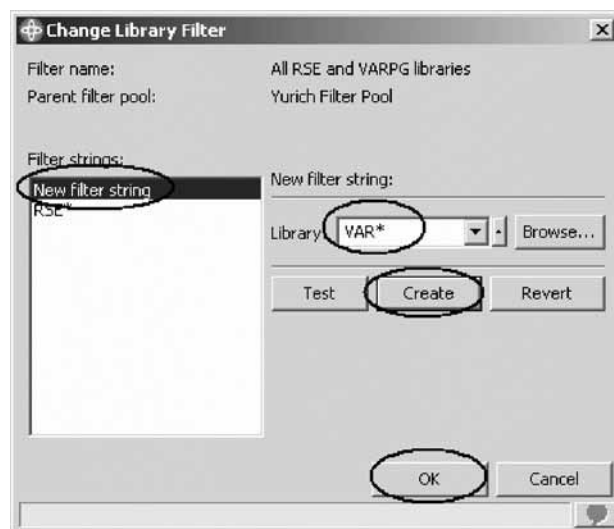 Change Library Filter
Filter name: All RSE and VARPG libraries
Parent filter pool: Yurich Filter Pool
Filter strings:
New filter string
RSE*
New filter string:
Library VAR* Browse...
Test Create Revert
OK Cancel